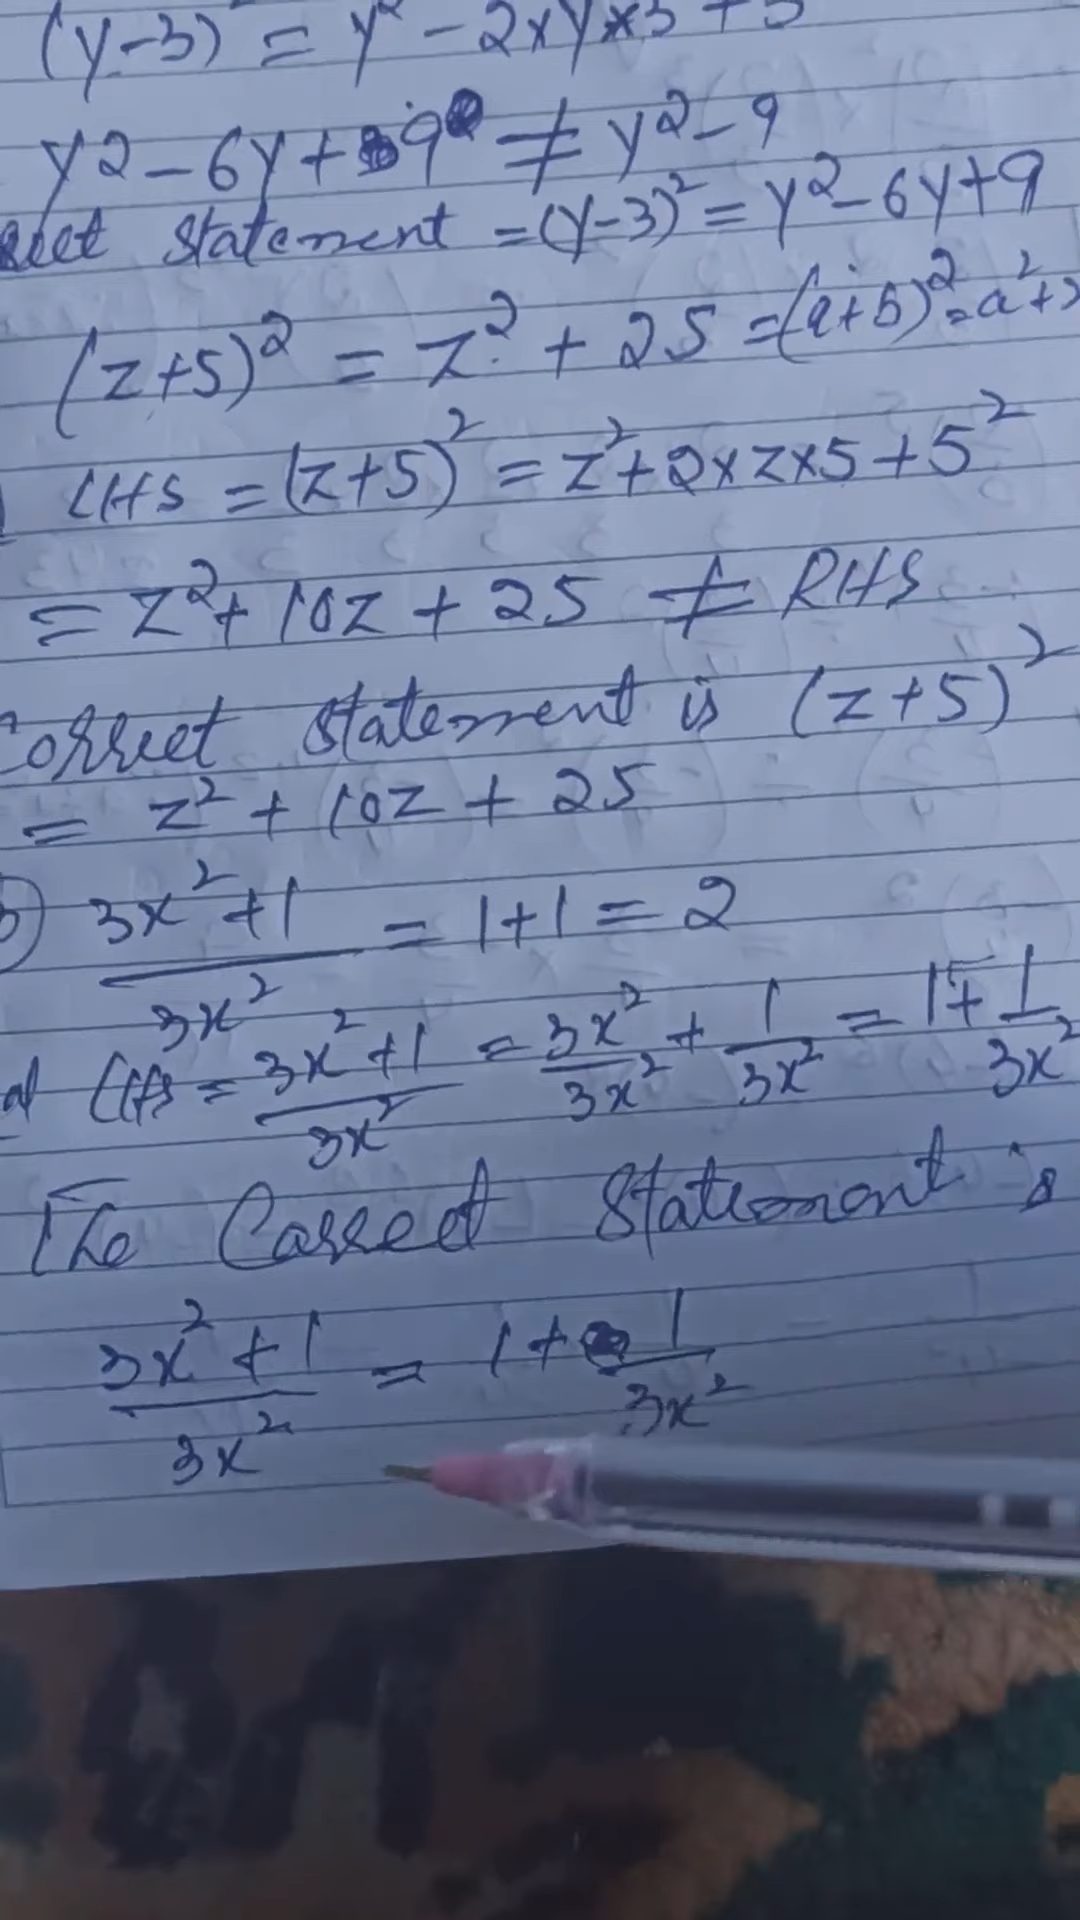 (y-3) = y² - 2×y×3 + 3
y2 - 6y + 9 ≠ y2 - 9
statement = (y-3)² = y2 - 6y + 9
(z+5)² = z² + 25 = (a+b)² = a² + 2
LHS = (z+5)² = z² + 2×z×5 + 5²
= z² + 10z + 25 ≠ RHS
Correct statement is (z+5)²
= z² + 10z + 25
3x² + 1 / 3x² = 1 + 1 = 2
LHS = 3x² + 1 / 3x² = 3x² / 3x² + 1 / 3x² = 1 + 1 / 3x²
The Correct Statement is
3x² + 1 / 3x² = 1 + 1 / 3x²